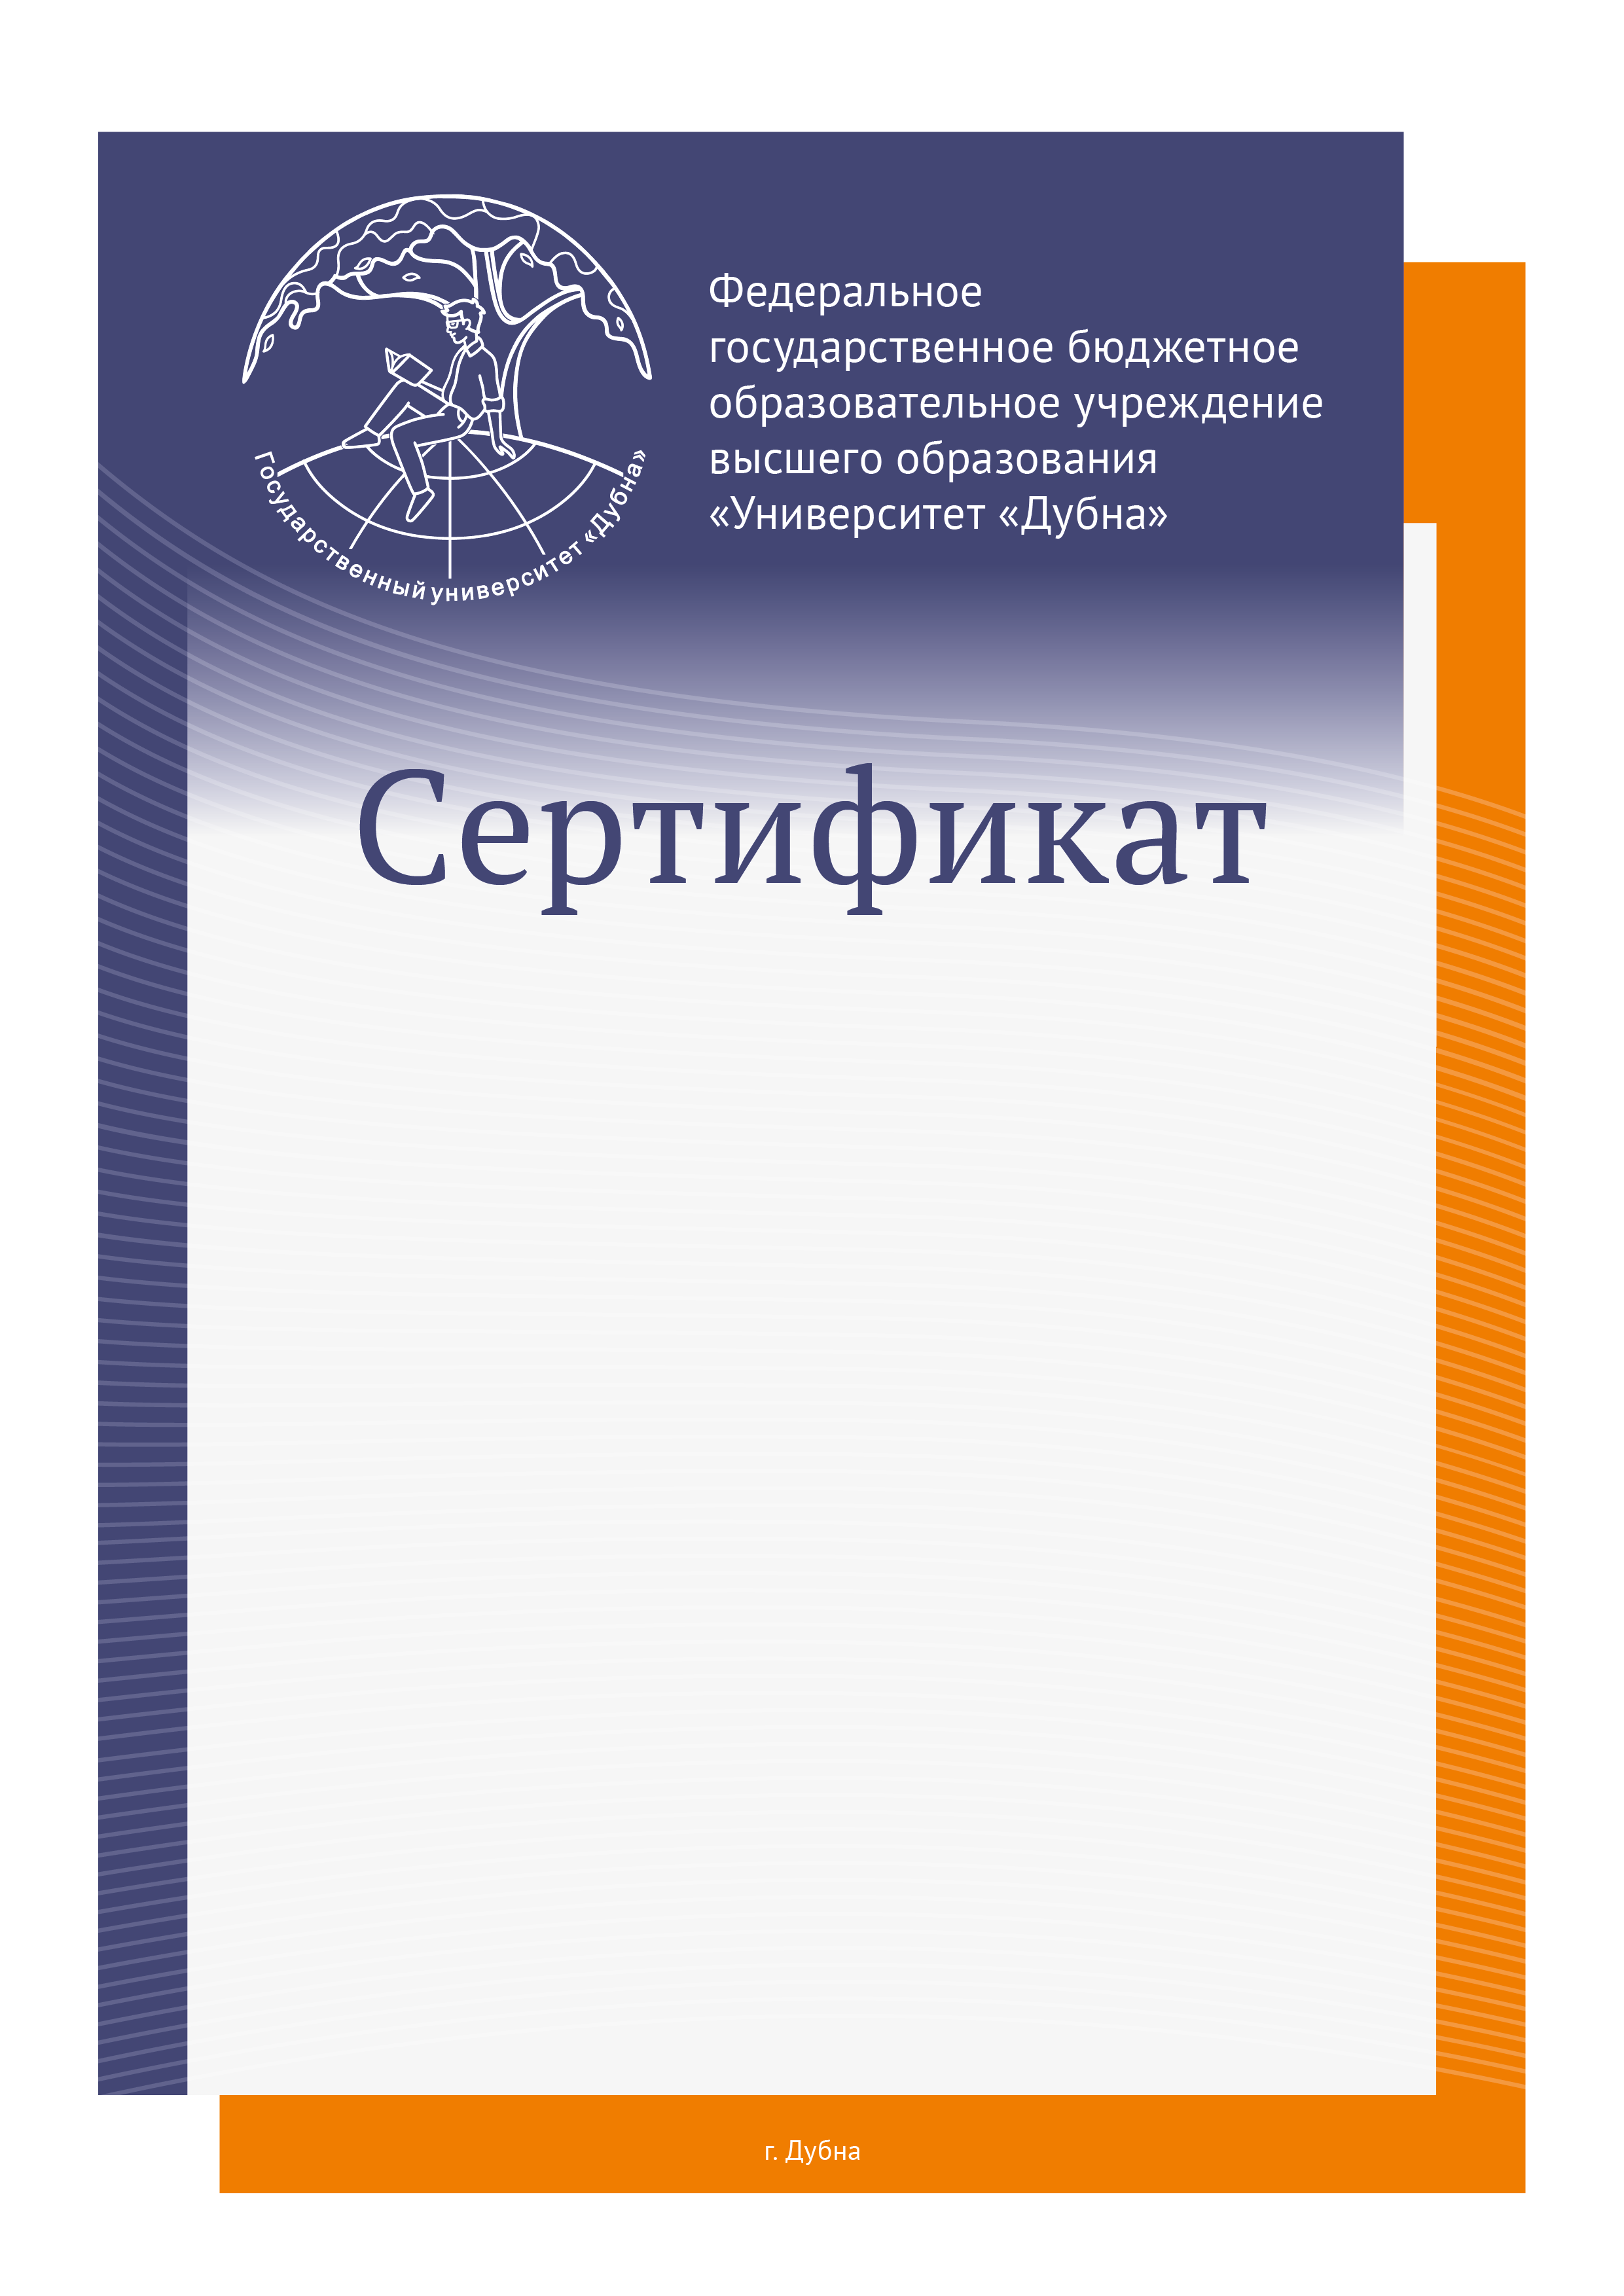 Государственный университет «Дубна»
Федеральное
государственное бюджетное
образовательное учреждение
высшего образования
«Университет «Дубна»
Сертификат
г. Дубна